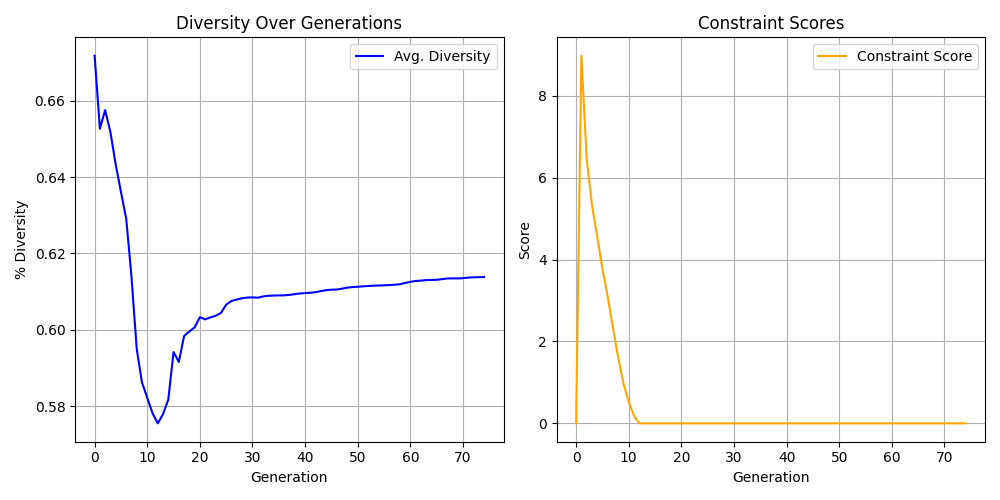 Diversity Over Generations
Avg. Diversity
% Diversity
0.66
0.64
0.62
0.60
0.58
0 10 20 30 40 50 60 70
Generation
Constraint Scores
Constraint Score
Score
8
6
4
2
0
0 10 20 30 40 50 60 70
Generation